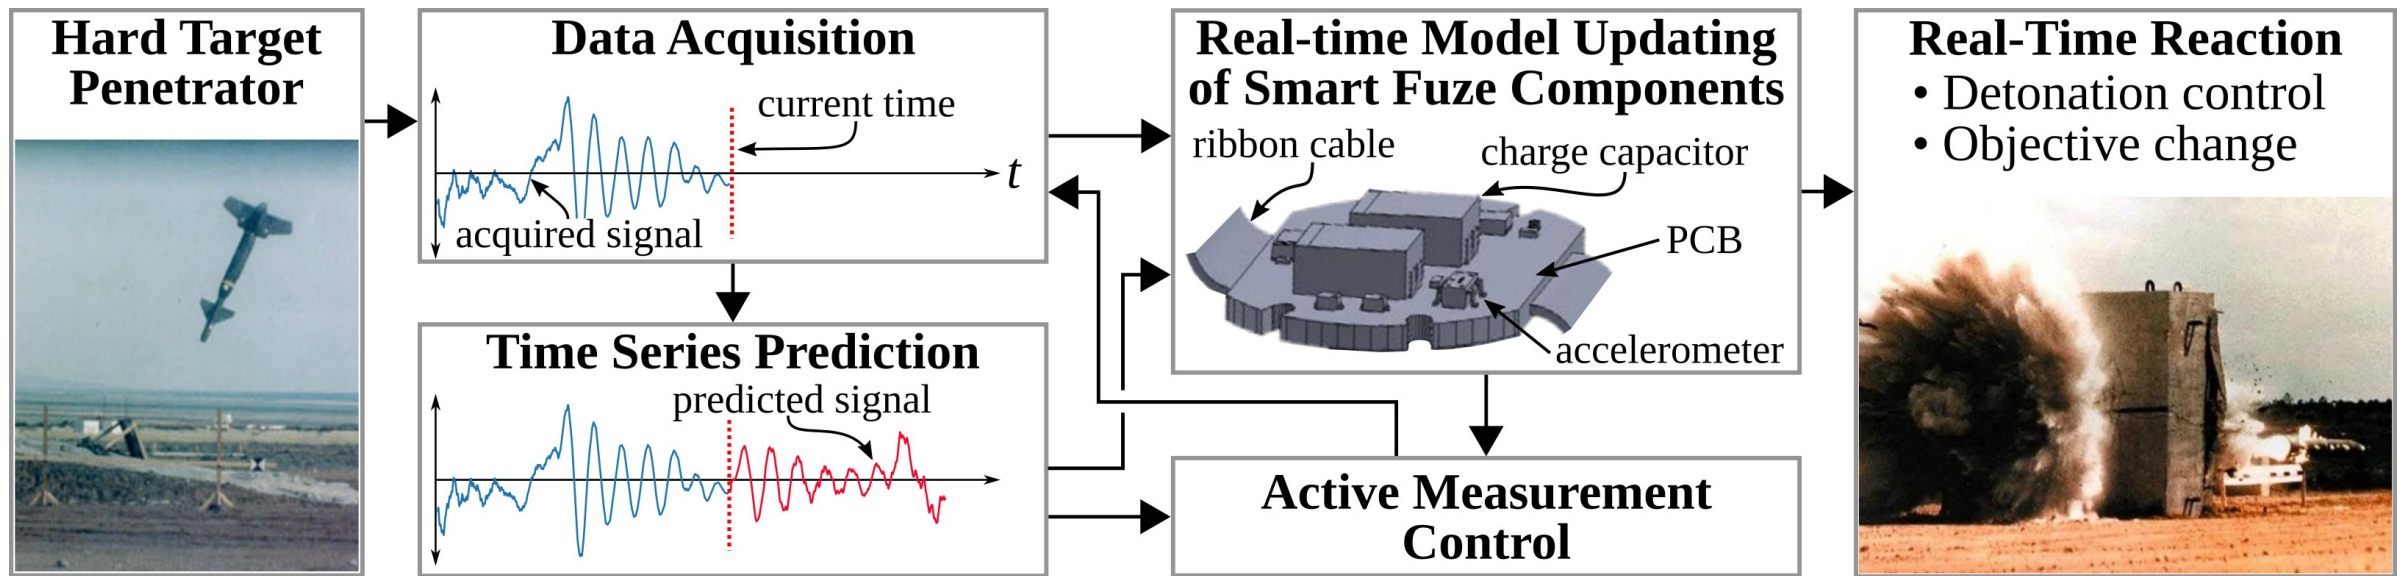 Hard Target
Penetrator
Data Acquisition
current time
t
acquired signal
Time Series Prediction
predicted signal
Real-time Model Updating
of Smart Fuze Components
ribbon cable
charge capacitor
PCB
accelerometer
Active Measurement
Control
Real-Time Reaction
• Detonation control
• Objective change